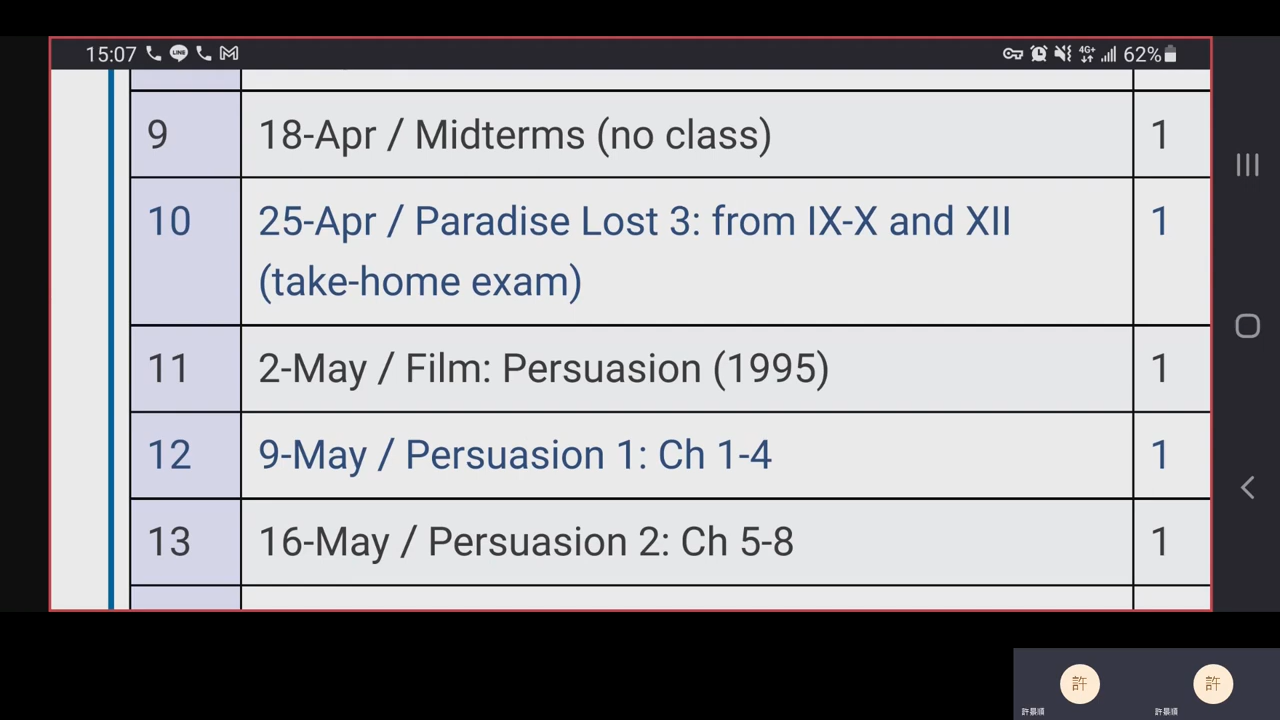 15:07 LINE 4G+ 62%
9 18-Apr / Midterms (no class) 1
10 25-Apr / Paradise Lost 3: from IX-X and XII 1
(take-home exam)
11 2-May / Film: Persuasion (1995) 1
12 9-May / Persuasion 1: Ch 1-4 1
13 16-May / Persuasion 2: Ch 5-8 1
許 許